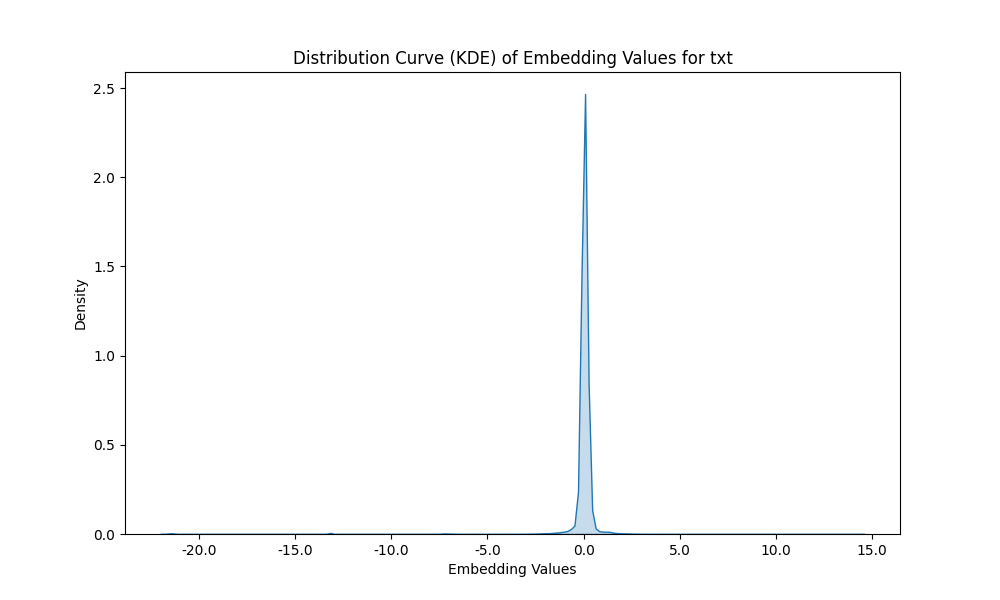 Distribution Curve (KDE) of Embedding Values for txt
2.5
2.0
1.5
1.0
0.5
0.0
Density
-20.0 -15.0 -10.0 -5.0 0.0 5.0 10.0 15.0
Embedding Values